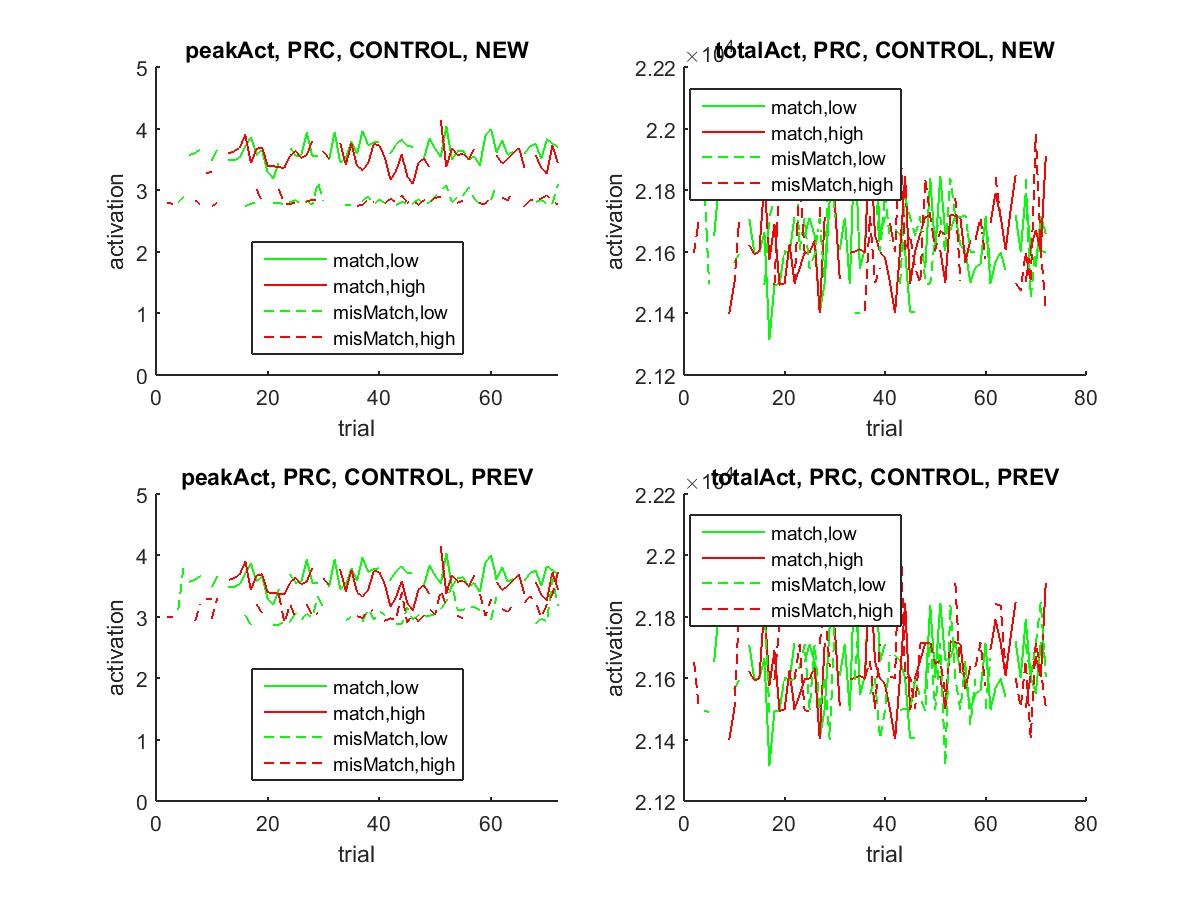 peakAct, PRC, CONTROL, NEW
5
4
3
2
1
0
activation
match,low
match,high
misMatch,low
misMatch,high
0 20 40 60
trial
totalAct, PRC, CONTROL, NEW
×10⁴
2.22
2.2
2.18
2.16
2.14
2.12
activation
match,low
match,high
misMatch,low
misMatch,high
0 20 40 60 80
trial
peakAct, PRC, CONTROL, PREV
5
4
3
2
1
0
activation
match,low
match,high
misMatch,low
misMatch,high
0 20 40 60
trial
totalAct, PRC, CONTROL, PREV
×10⁴
2.22
2.2
2.18
2.16
2.14
2.12
activation
match,low
match,high
misMatch,low
misMatch,high
0 20 40 60 80
trial